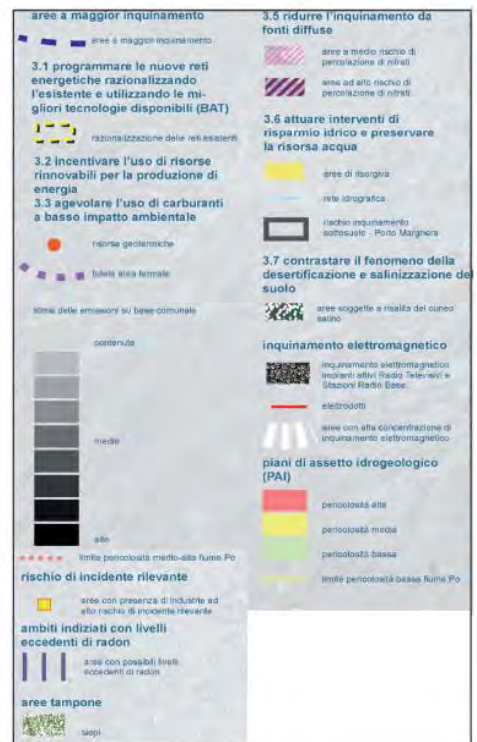 aree a maggior inquinamento
aree a maggior inquinamento
3.1 programmare le nuove reti
energetiche razionalizzando
l'esistente e utilizzando le mi-
gliori tecnologie disponibili (BAT)
razionalizzazione delle reti esistenti
3.2 incentivare l'uso di risorse
rinnovabili per la produzione di
energia
3.3 agevolare l'uso di carburanti
a basso impatto ambientale
risorse geotermiche
tutela area termale
stima delle emissioni su base comunale
contenute
medie
alte
limite pericolosità medio-alta fiume Po
rischio di incidente rilevante
aree con presenza di industrie ad
alto rischio di incidente rilevante
ambiti indiziati con livelli
eccedenti di radon
aree con possibili livelli
eccedenti di radon
aree tampone
siepi
3.5 ridurre l'inquinamento da
fonti diffuse
aree a medio rischio di
percolazione di nitrati
aree ad alto rischio di
percolazione di nitrati
3.6 attuare interventi di
risparmio idrico e preservare
la risorsa acqua
aree di risorgiva
rete idrografica
rischio inquinamento
sottosuolo - Porto Marghera
3.7 contrastare il fenomeno della
desertificazione e salinizzazione del
suolo
aree soggette a risalita del cuneo
salino
inquinamento elettromagnetico
inquinamento elettromagnetico
impianti attivi Radio Televisivi e
Stazioni Radio Base
elettrodotti
aree con alta concentrazione di
inquinamento elettromagnetico
piani di assetto idrogeologico
(PAI)
pericolosità alta
pericolosità media
pericolosità bassa
limite pericolosità bassa fiume Po